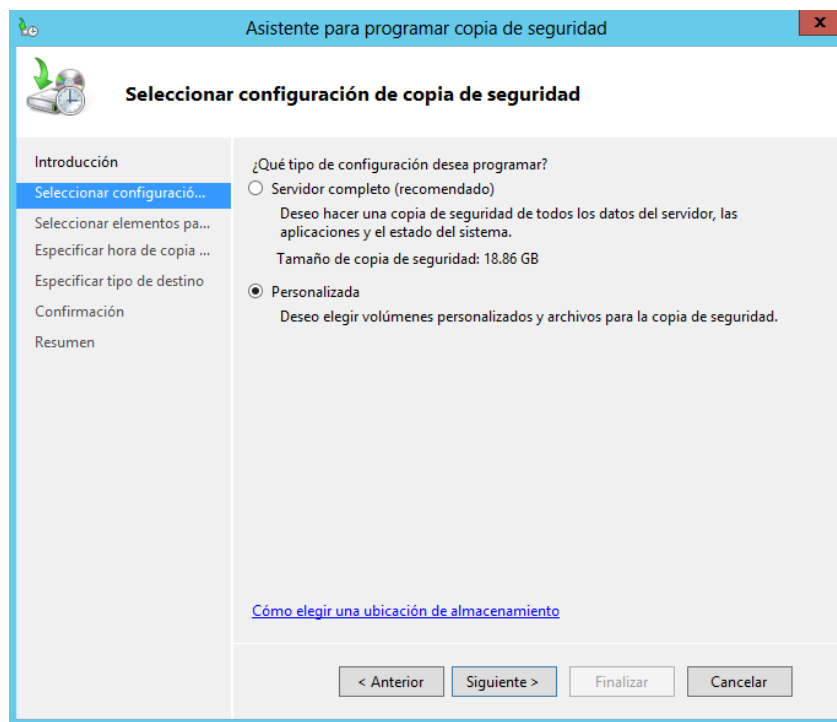 Asistente para programar copia de seguridad
x
Seleccionar configuración de copia de seguridad
Introducción
Seleccionar configuració...
Seleccionar elementos pa...
Especificar hora de copia ...
Especificar tipo de destino
Confirmación
Resumen
¿Qué tipo de configuración desea programar?
Servidor completo (recomendado)
Deseo hacer una copia de seguridad de todos los datos del servidor, las
aplicaciones y el estado del sistema.
Tamaño de copia de seguridad: 18.86 GB
Personalizada
Deseo elegir volúmenes personalizados y archivos para la copia de seguridad.
Cómo elegir una ubicación de almacenamiento
< Anterior
Siguiente >
Finalizar
Cancelar